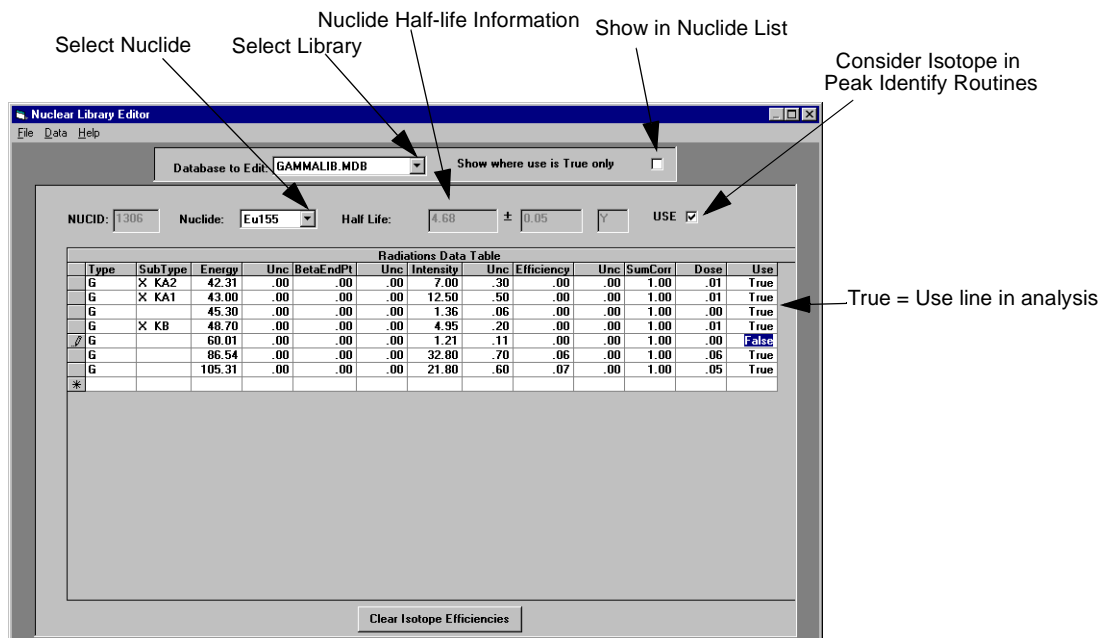 Nuclide Half-life Information
Show in Nuclide List
Select Nuclide
Select Library
Consider Isotope in
Peak Identify Routines
Nuclear Library Editor
File Data Help
Database to Edit: GAMMALIB.MDB Show where use is True only
NUCID: 1306 Nuclide: Eu155 Half Life: 4.68 ± 0.05 Y USE
Radiations Data Table
Type SubType Energy Unc BetaEndPt Unc Intensity Unc Efficiency Unc SumCorr Dose Use
G X KA2 42.31 .00 .00 .00 7.00 .30 .00 .00 1.00 .01 True
G X KA1 43.00 .00 .00 .00 12.50 .50 .00 .00 1.00 .01 True
G 45.30 .00 .00 .00 1.36 .06 .00 .00 1.00 .00 True
G X KB 48.70 .00 .00 .00 4.95 .20 .00 .00 1.00 .01 True
G 60.01 .00 .00 .00 1.21 .11 .00 .00 1.00 .00 False
G 86.54 .00 .00 .00 32.80 .70 .06 .00 1.00 .06 True
G 105.31 .00 .00 .00 21.80 .60 .07 .00 1.00 .05 True
*
True = Use line in analysis
Clear Isotope Efficiencies